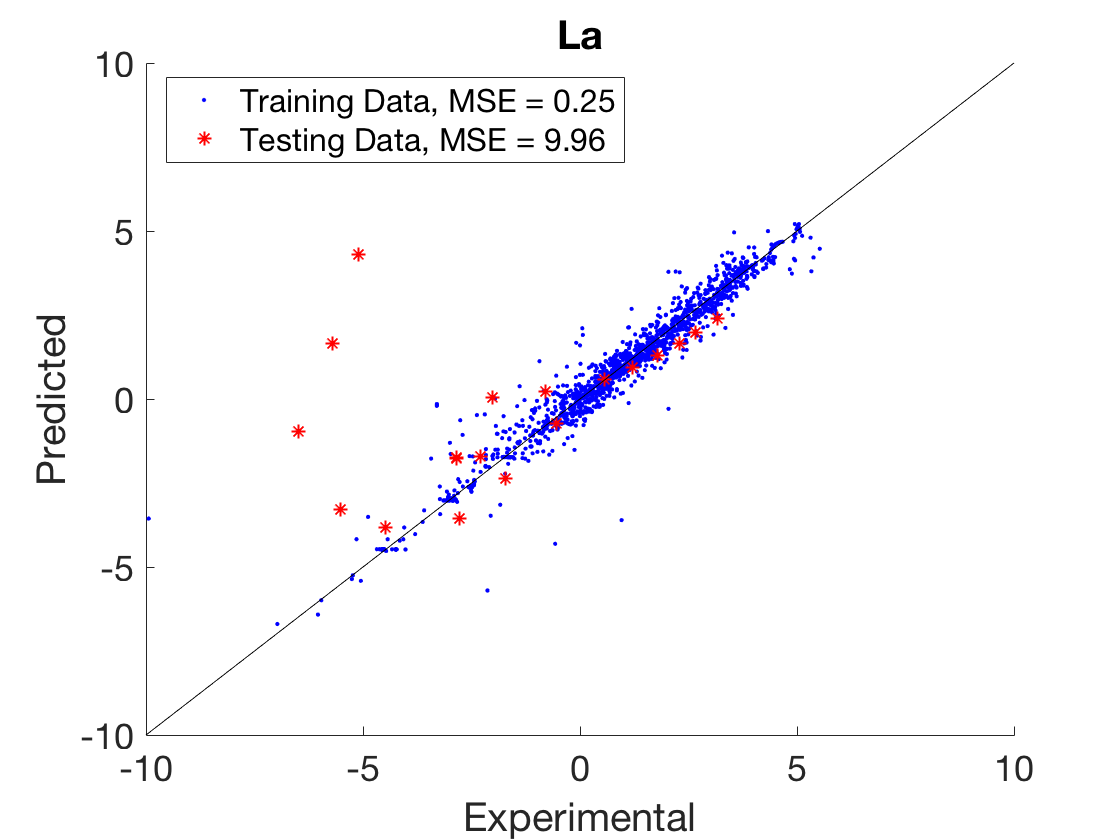 La
Training Data, MSE = 0.25
Testing Data, MSE = 9.96
10
5
0
-5
-10
Predicted
-10
-5
0
5
10
Experimental